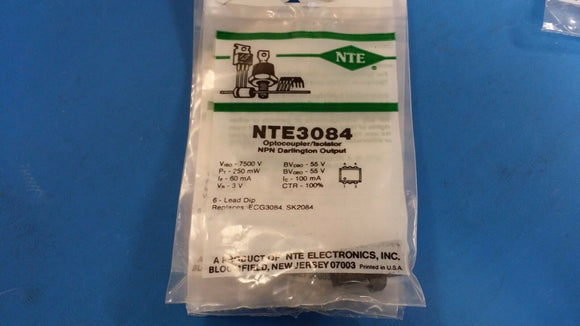 NTE
NTE3084
Optocoupler/Isolator
NPN Darlington Output
VISO - 7500 V BVCEO - 55 V
PT - 250 mW BVCBO - 55 V
IF - 60 mA IC - 100 mA
VR - 3 V CTR - 100%
6 - Lead Dip
Replaces: ECG3084, SK2084
A PRODUCT OF NTE ELECTRONICS, INC.
BLOOMFIELD, NEW JERSEY 07003 Printed in U.S.A.